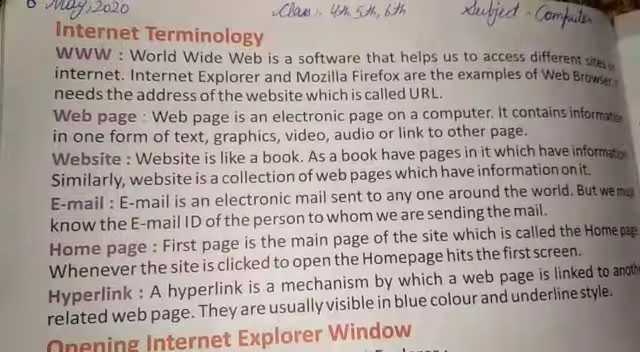 6 May, 2020 Class :- 4th, 5th, 6th Subject - Computer
Internet Terminology
WWW : World Wide Web is a software that helps us to access different sites
internet. Internet Explorer and Mozilla Firefox are the examples of Web Browser
needs the address of the website which is called URL.
Web page : Web page is an electronic page on a computer. It contains information
in one form of text, graphics, video, audio or link to other page.
Website : Website is like a book. As a book have pages in it which have information
Similarly, website is a collection of web pages which have information on it.
E-mail : E-mail is an electronic mail sent to any one around the world. But we must
know the E-mail ID of the person to whom we are sending the mail.
Home page : First page is the main page of the site which is called the Home page
Whenever the site is clicked to open the Homepage hits the first screen.
Hyperlink : A hyperlink is a mechanism by which a web page is linked to anoth
related web page. They are usually visible in blue colour and underline style.
Opening Internet Explorer Window